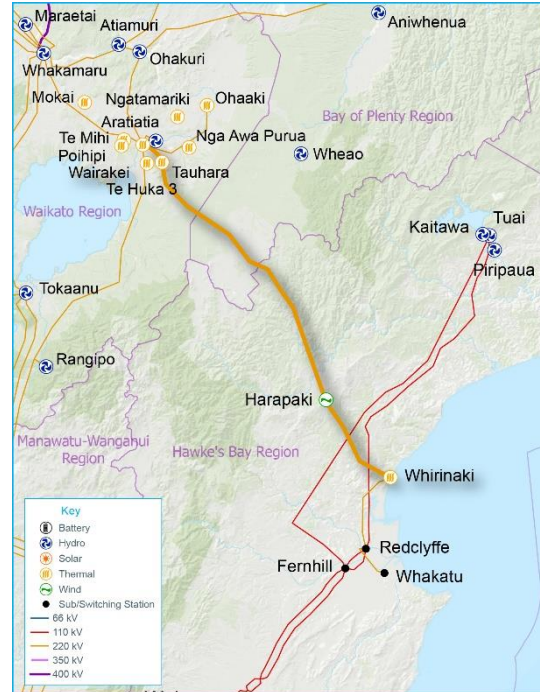 Maraetai
Atiamuri
Aniwhenua
Ohakuri
Whakamaru
Mokai
Ngatamariki
Ohaaki
Aratiatia
Bay of Plenty Region
Te Mihi
Nga Awa Purua
Poihipi
Wheao
Wairakei
Tauhara
Te Huka 3
Waikato Region
Kaitawa
Tuai
Piripaua
Tokaanu
Rangipo
Harapaki
Manawatu-Wanganui
Region
Hawke's Bay Region
Whirinaki
Key
Battery
Hydro
Solar
Thermal
Wind
Sub/Switching Station
66 kV
110 kV
220 kV
350 kV
400 kV
Redclyffe
Fernhill
Whakatu